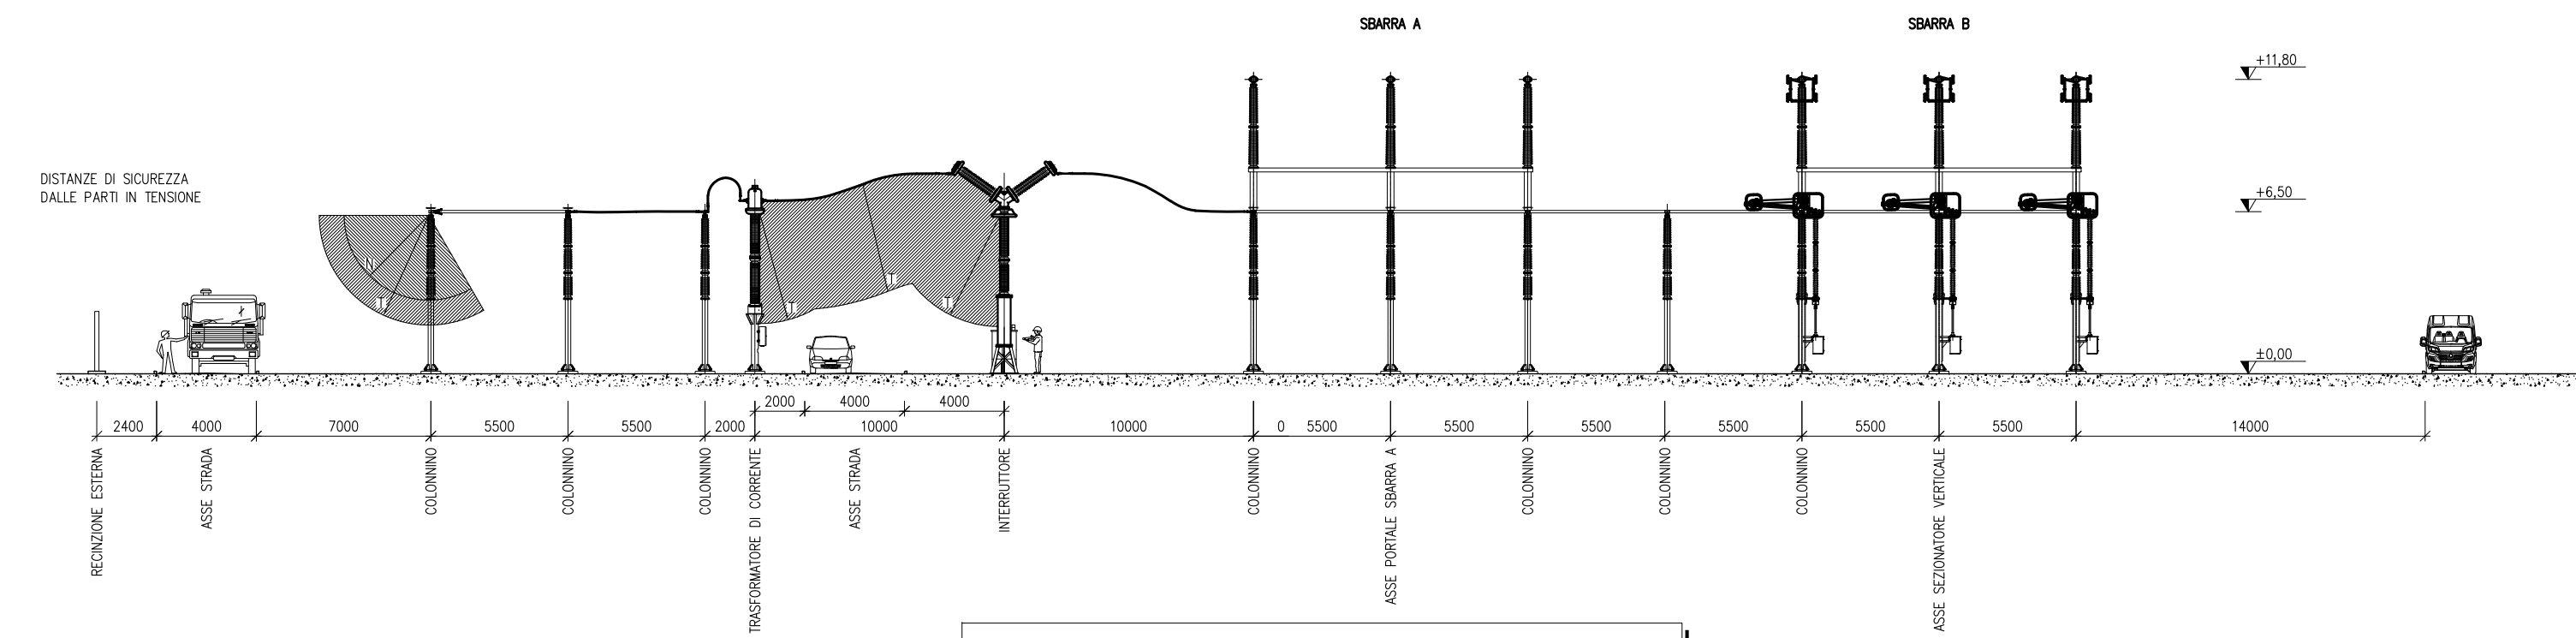 SBARRA A
SBARRA B
+11,80
DISTANZE DI SICUREZZA
DALLE PARTI IN TENSIONE
+6,50
N
T
T
T
T
±0,00
2000
4000
4000
2400
4000
7000
5500
5500
2000
10000
10000
0
5500
5500
5500
5500
5500
5500
14000
RECINZIONE ESTERNA
ASSE STRADA
COLONNINO
COLONNINO
COLONNINO
TRASFORMATORE DI CORRENTE
ASSE STRADA
INTERRUTTORE
COLONNINO
ASSE PORTALE SBARRA A
COLONNINO
COLONNINO
COLONNINO
ASSE SEZIONATORE VERTICALE